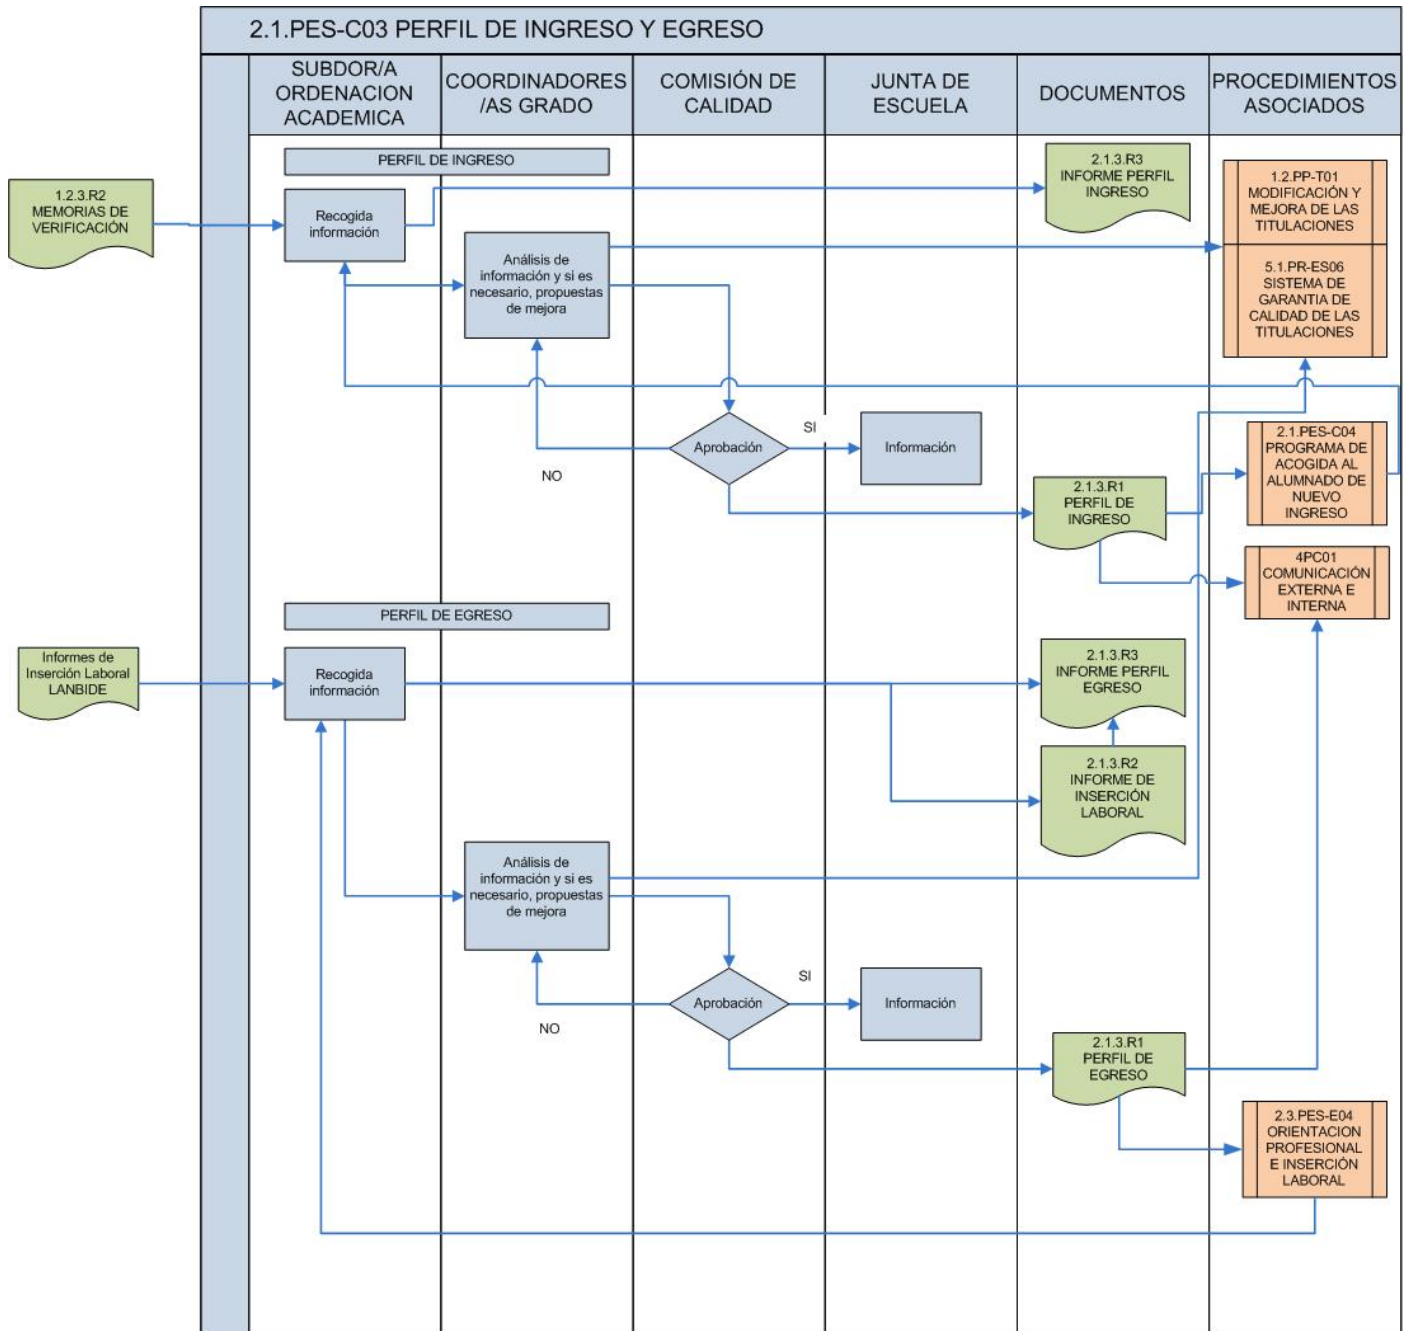 2.1.PES-C03 PERFIL DE INGRESO Y EGRESO
SUBDOR/A
ORDENACION
ACADEMICA
COORDINADORES
/AS GRADO
COMISIÓN DE
CALIDAD
JUNTA DE
ESCUELA
DOCUMENTOS
PROCEDIMIENTOS
ASOCIADOS
PERFIL DE INGRESO
1.2.3.R2
MEMORIAS DE
VERIFICACIÓN
Recogida
información
2.1.3.R3
INFORME PERFIL
INGRESO
1.2.PP-T01
MODIFICACIÓN Y
MEJORA DE LAS
TITULACIONES
Análisis de
información y si es
necesario, propuestas
de mejora
5.1.PR-ES06
SISTEMA DE
GARANTIA DE
CALIDAD DE LAS
TITULACIONES
Aprobación
SI
NO
Información
2.1.3.R1
PERFIL DE
INGRESO
2.1.PES-C04
PROGRAMA DE
ACOGIDA AL
ALUMNADO DE
NUEVO
INGRESO
4PC01
COMUNICACIÓN
EXTERNA E
INTERNA
PERFIL DE EGRESO
Informes de
Inserción Laboral
LANBIDE
Recogida
información
2.1.3.R3
INFORME PERFIL
EGRESO
2.1.3.R2
INFORME DE
INSERCIÓN
LABORAL
Análisis de
información y si es
necesario, propuestas
de mejora
Aprobación
SI
NO
Información
2.1.3.R1
PERFIL DE
EGRESO
2.3.PES-E04
ORIENTACION
PROFESIONAL
E INSERCIÓN
LABORAL